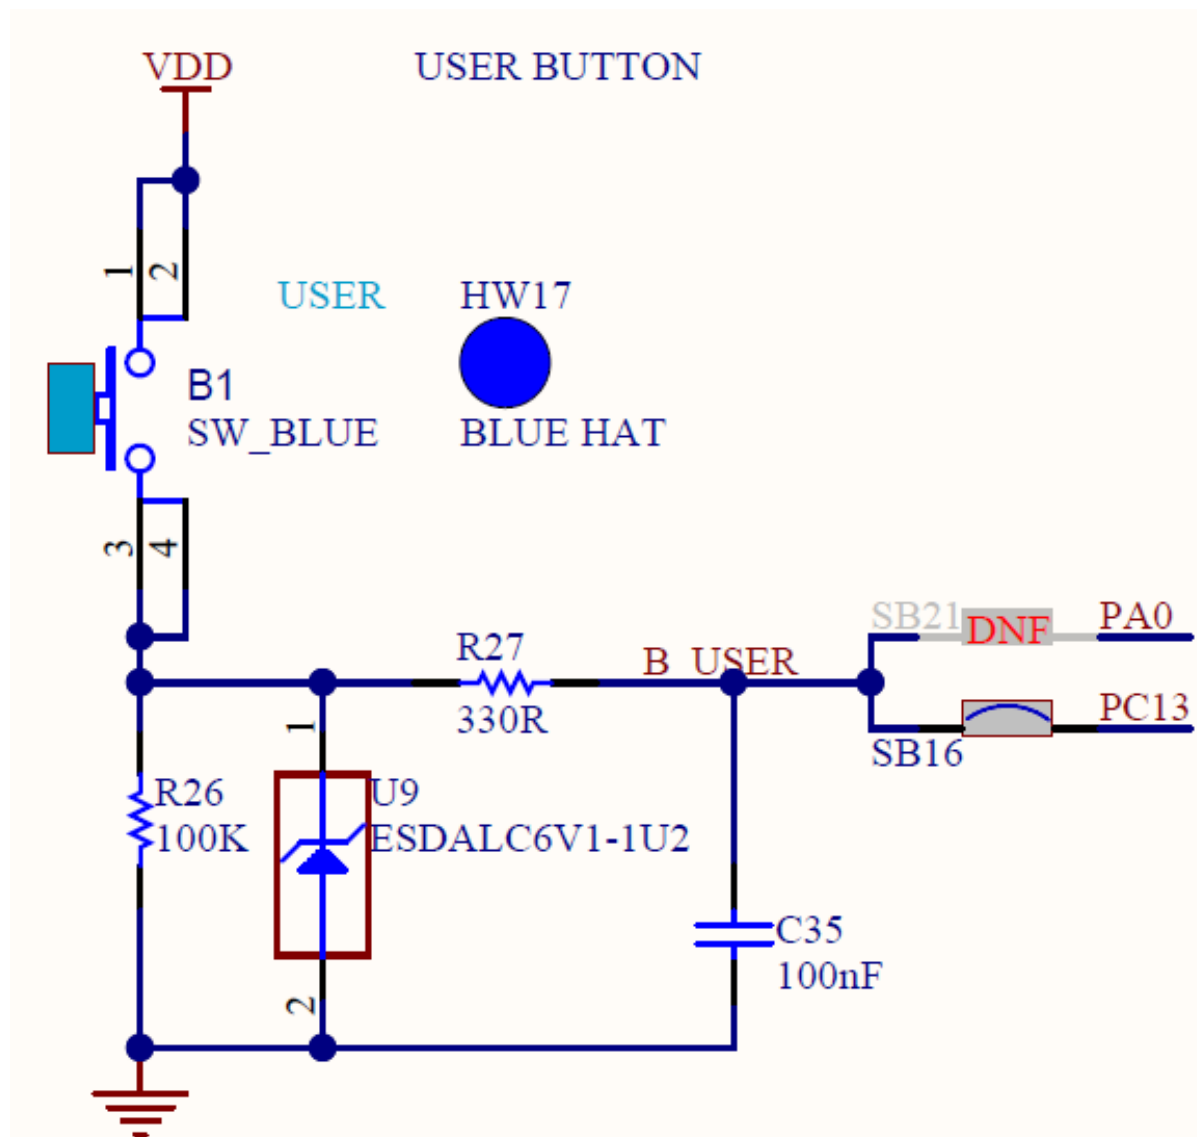 VDD
USER BUTTON
1
2
USER
HW17
B1
SW_BLUE
BLUE HAT
3
4
SB21
DNF
PA0
R27
B_USER
330R
PC13
SB16
1
R26
100K
U9
ESDALC6V1-1U2
C35
100nF
2